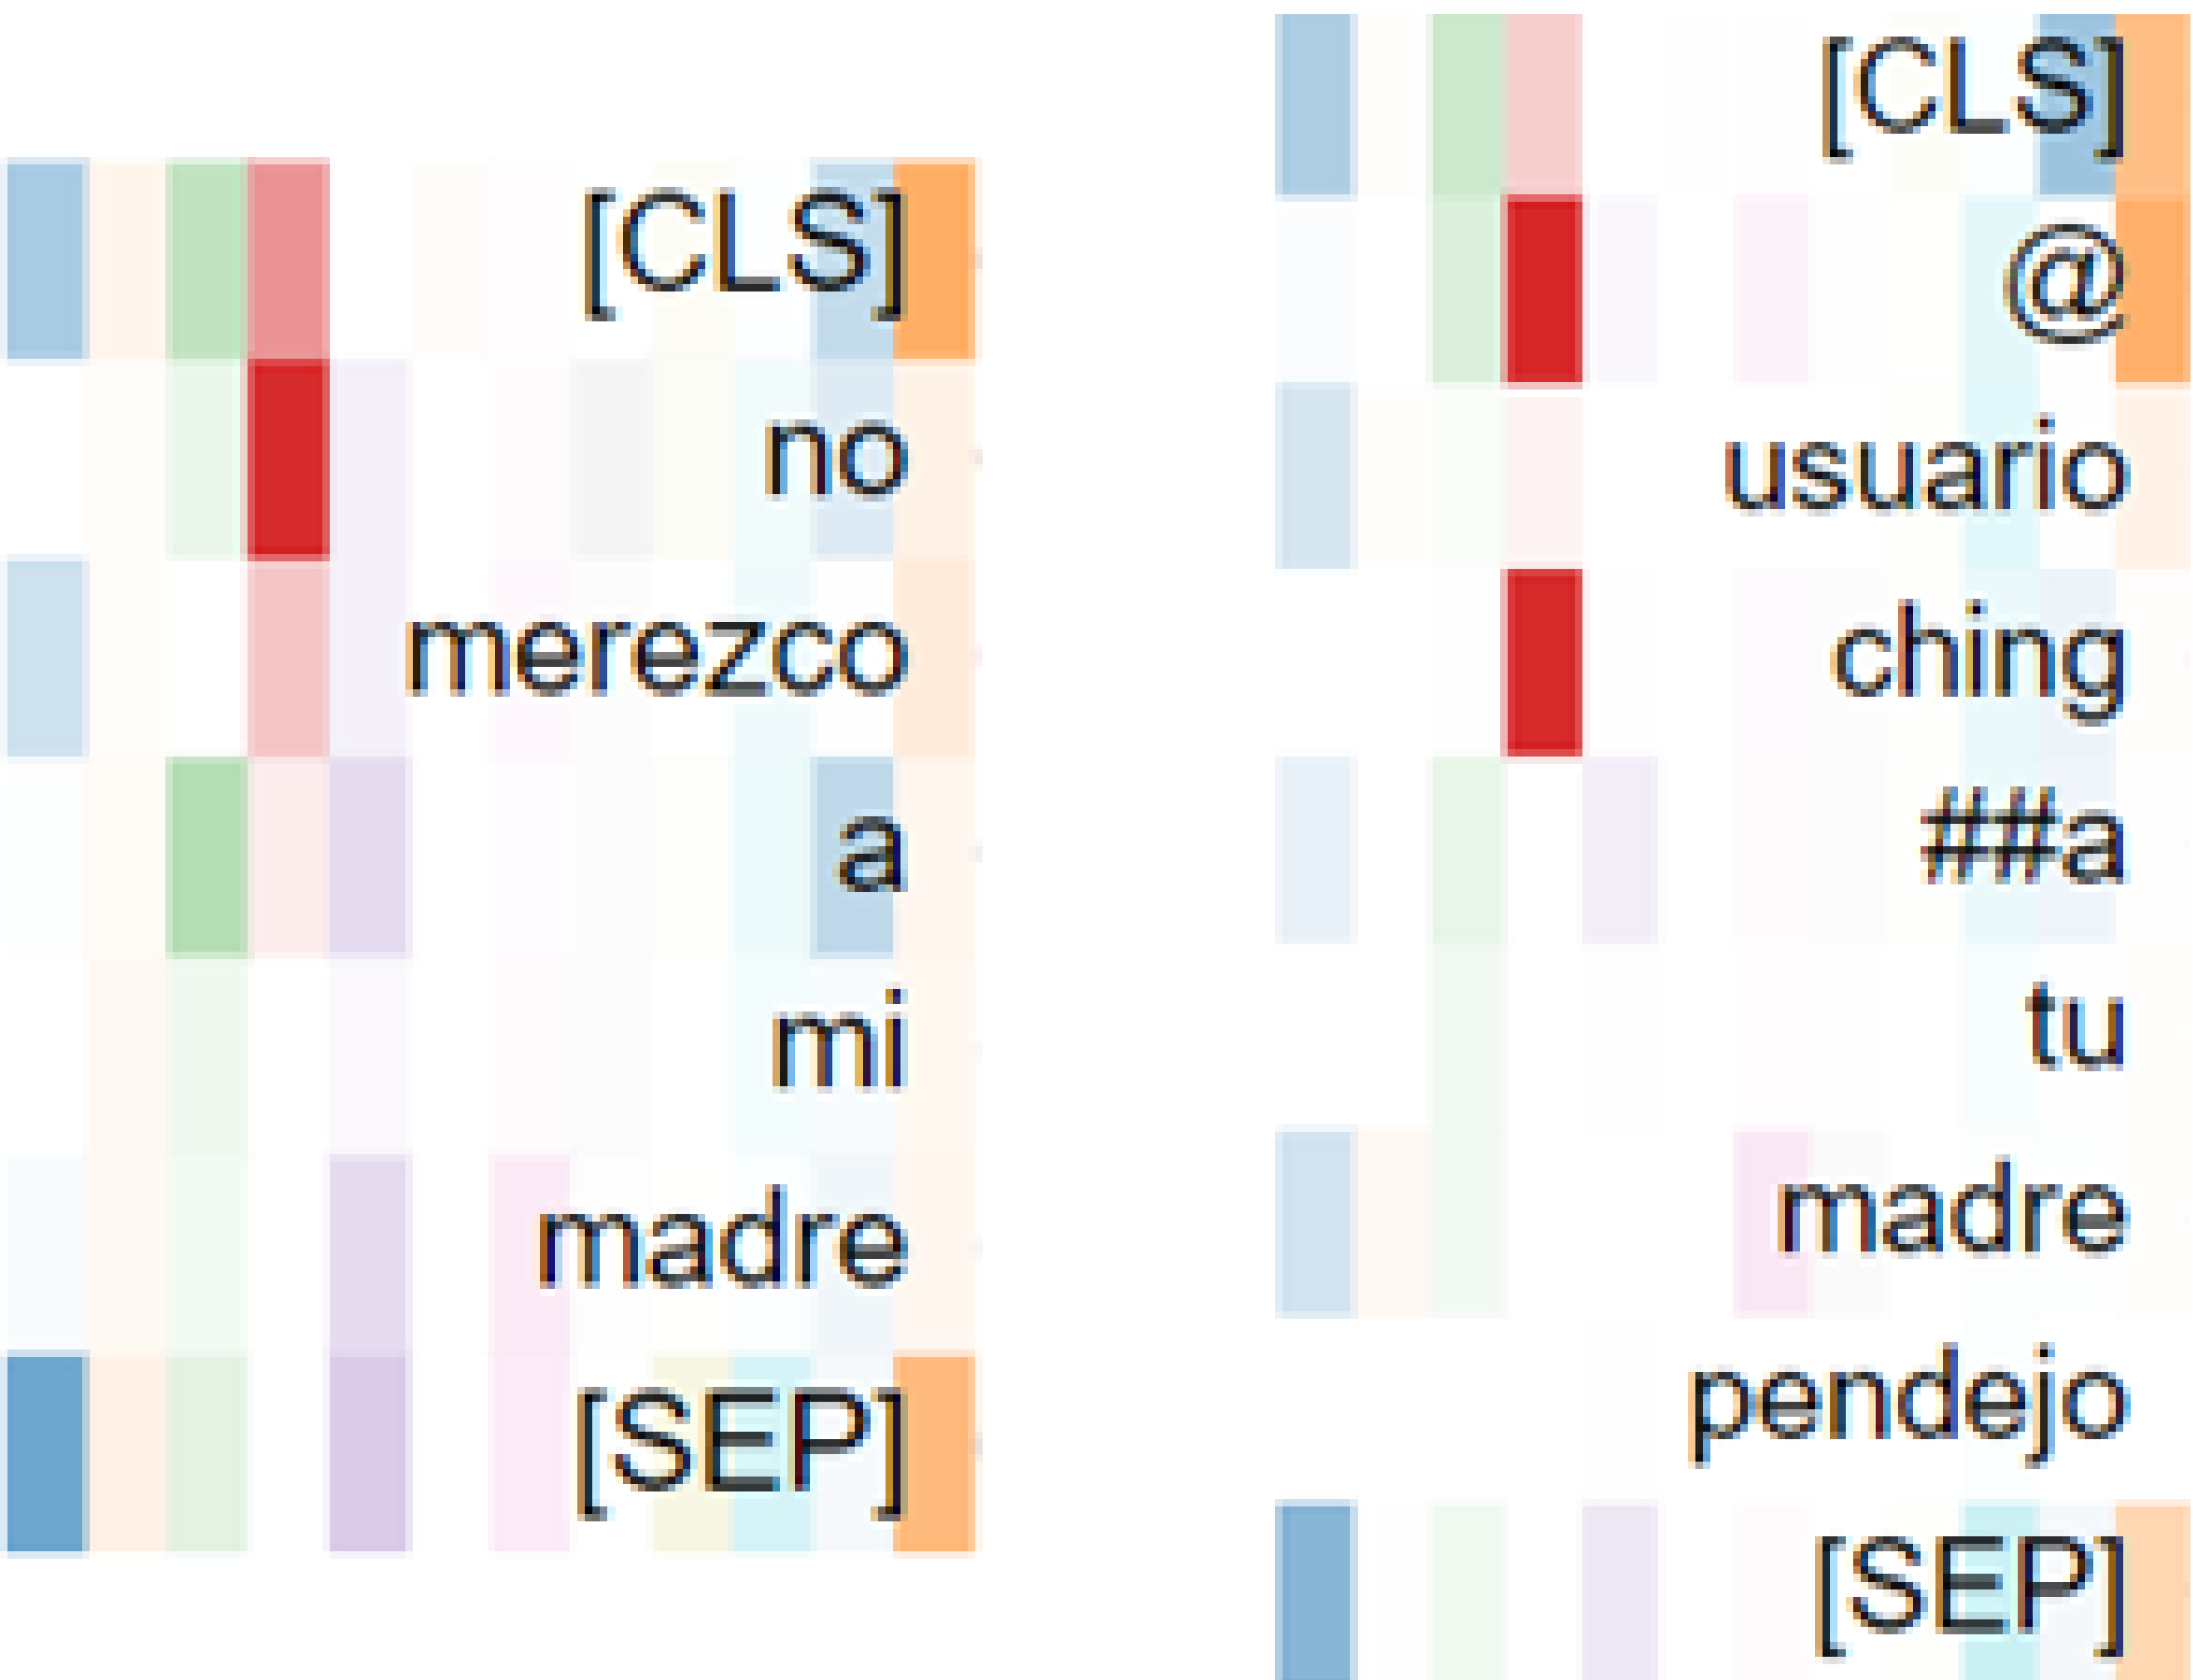 [CLS]
no
merezco
a
mi
madre
[SEP]
[CLS]
@
usuario
ching
##a
tu
madre
pendejo
[SEP]